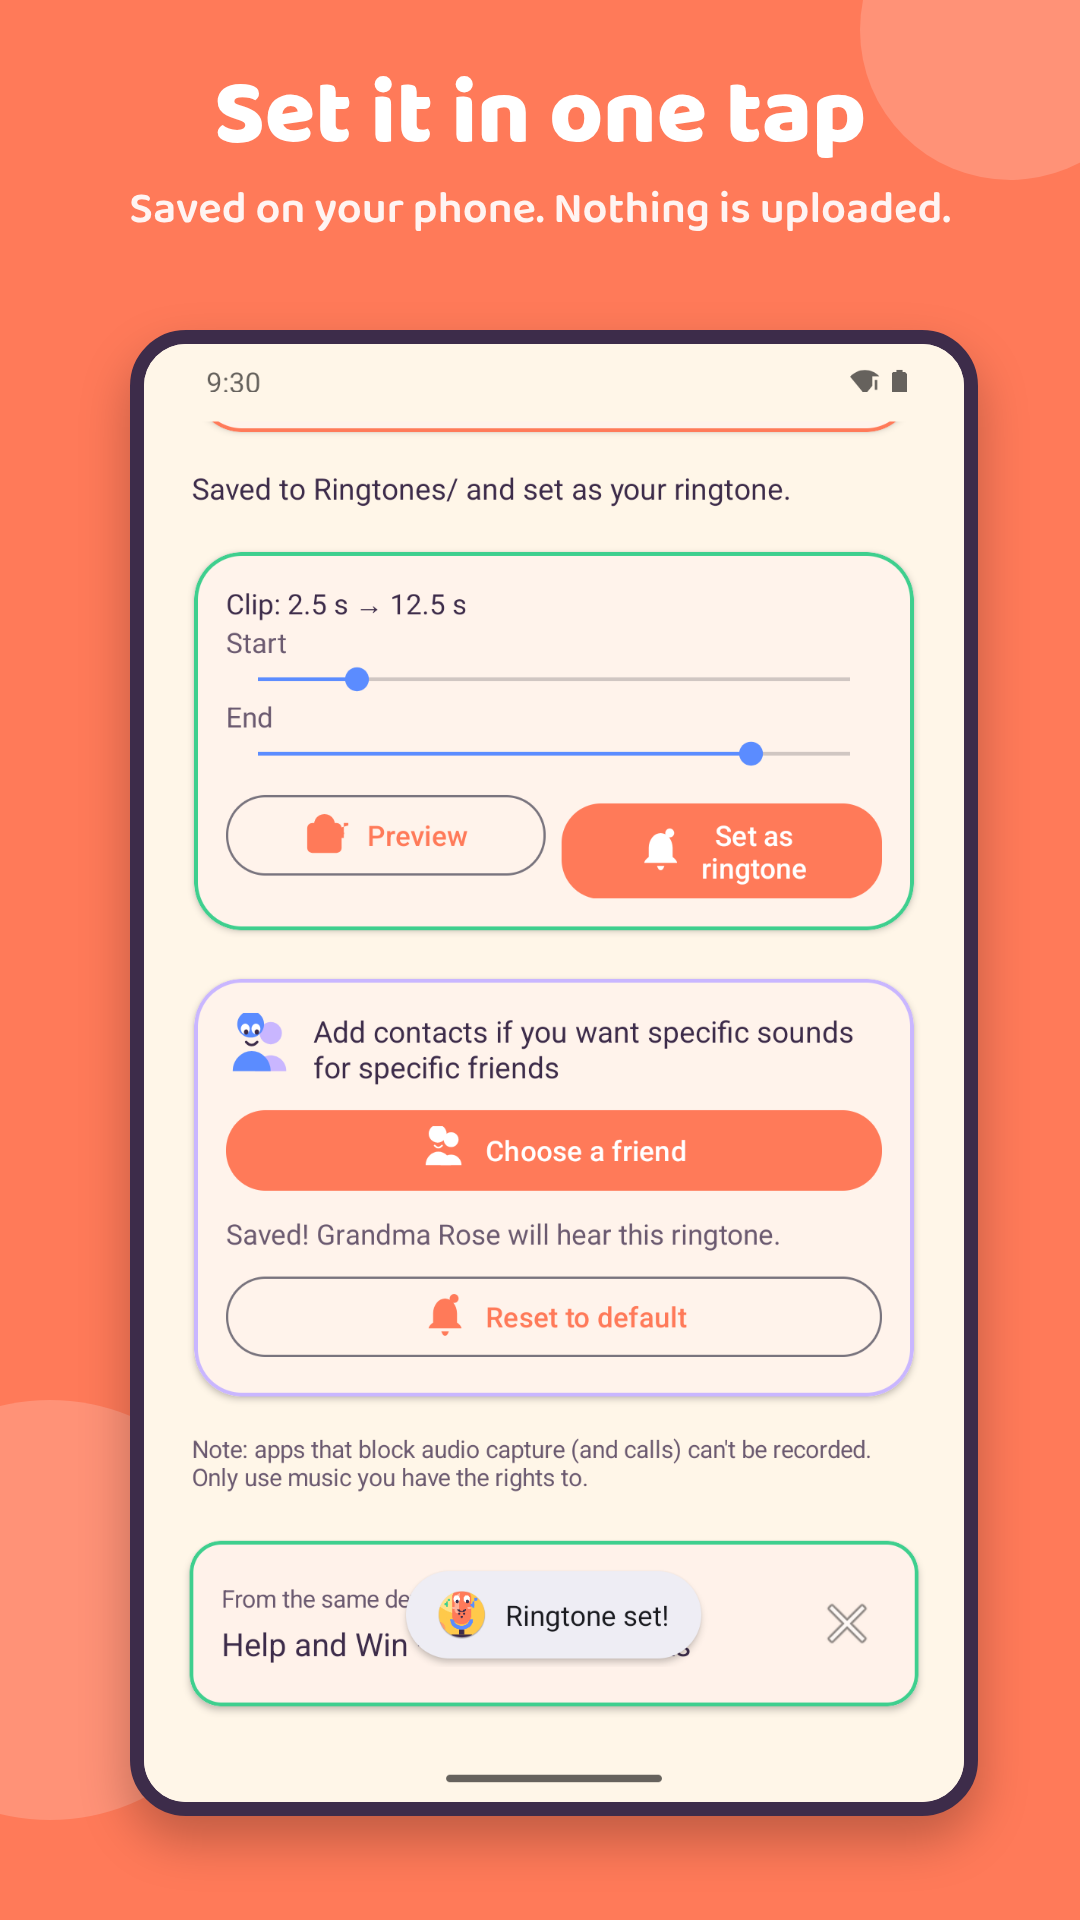 Set it in one tap
Saved on your phone. Nothing is uploaded.
9:30
Saved to Ringtones/ and set as your ringtone.
Clip: 2.5 s → 12.5 s
Start
End
Preview
Set as
ringtone
Add contacts if you want specific sounds
for specific friends
Choose a friend
Saved! Grandma Rose will hear this ringtone.
Reset to default
Note: apps that block audio capture (and calls) can't be recorded.
Only use music you have the rights to.
From the same
Ringtone set!
Help and Win